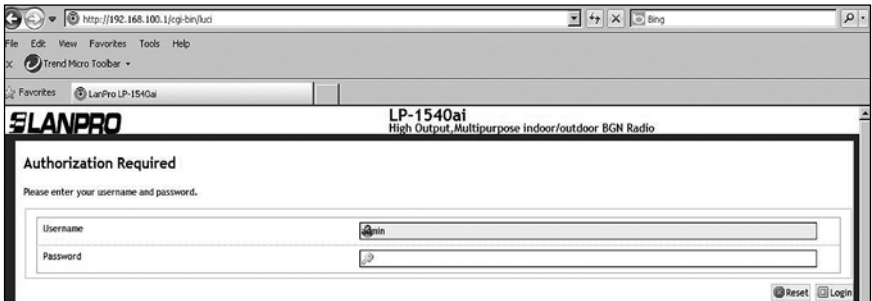 http://192.168.100.1/cgi-bin/luci
Bing
File Edit View Favorites Tools Help
x Trend Micro Toolbar
Favorites LanPro LP-1540ai
LANPRO
LP-1540ai
High Output,Multipurpose indoor/outdoor BGN Radio
Authorization Required
Please enter your username and password.
Username admin
Password
Reset Login